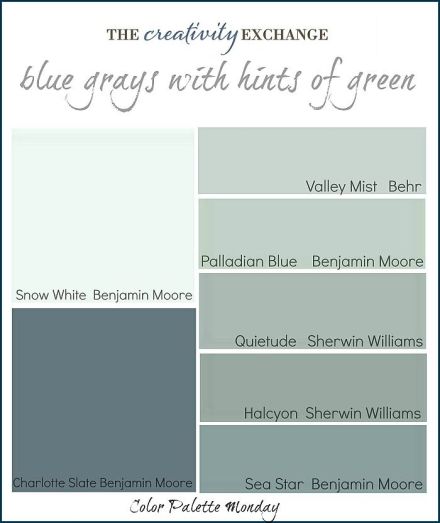 THE creativity EXCHANGE
blue grays with hints of green
Valley Mist Behr
Palladian Blue Benjamin Moore
Snow White Benjamin Moore
Quietude Sherwin Williams
Halcyon Sherwin Williams
Charlotte Slate Benjamin Moore
Sea Star Benjamin Moore
Color Palette Monday